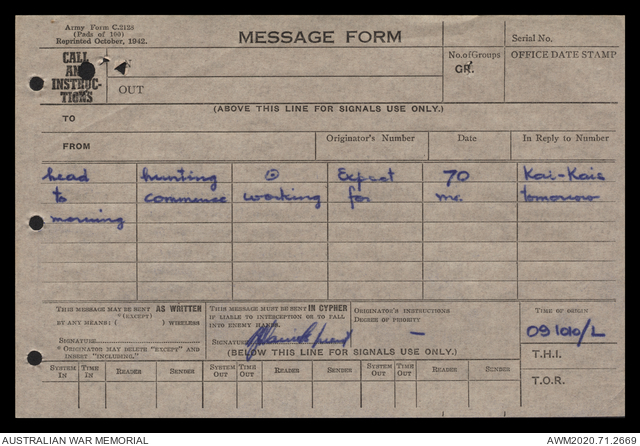 Army Form C.2128
(Pads of 100)
Reprinted October, 1942.
MESSAGE FORM
Serial No.
CALL
AND
INSTRUC-
TIONS
OUT
No. of Groups
GR.
OFFICE DATE STAMP
(ABOVE THIS LINE FOR SIGNALS USE ONLY.)
TO
FROM
Originator's Number
Date
In Reply to Number
head hunting ⊙ Expect 70 Kai-Kais
to commence working for me. tomorrow
morning
THIS MESSAGE MAY BE SENT AS WRITTEN
*(EXCEPT)
BY ANY MEANS: ( ) WIRELESS
SIGNATURE
* ORIGINATOR MAY DELETE "EXCEPT" AND
INSERT "INCLUDING."
THIS MESSAGE MUST BE SENT IN CYPHER
IF LIABLE TO INTERCEPTION OR TO FALL
INTO ENEMY HANDS.
SIGNATURE
ORIGINATOR'S INSTRUCTIONS
DEGREE OF PRIORITY
—
TIME OF ORIGIN
091010/L
T.H.I.
T.O.R.
(BELOW THIS LINE FOR SIGNALS USE ONLY.)
SYSTEM IN TIME IN READER SENDER SYSTEM OUT TIME OUT READER SENDER SYSTEM OUT TIME OUT READER SENDER
AUSTRALIAN WAR MEMORIAL
AWM2020.71.2669